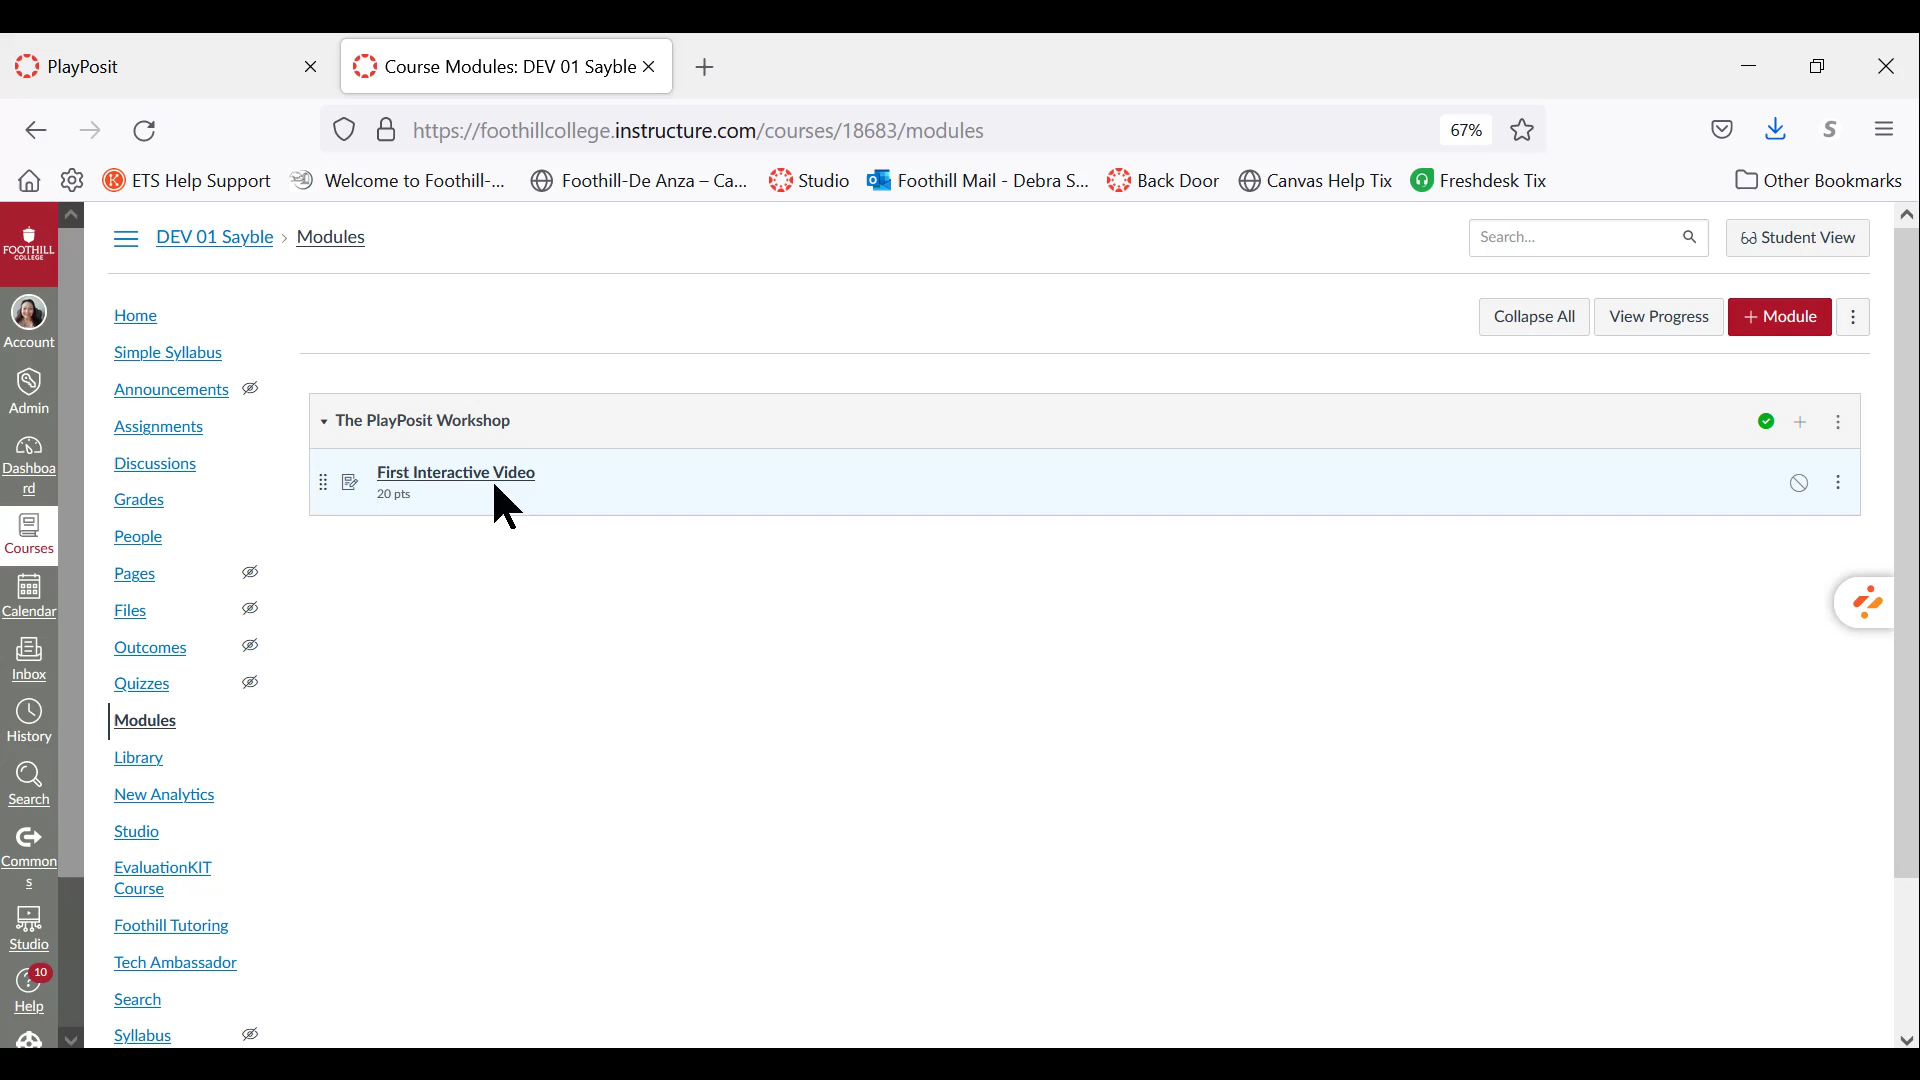 PlayPosit
Course Modules: DEV 01 Sayble
https://foothillcollege.instructure.com/courses/18683/modules
67%
ETS Help Support
Welcome to Foothill-...
Foothill-De Anza – Ca...
Studio
Foothill Mail - Debra S...
Back Door
Canvas Help Tix
Freshdesk Tix
Other Bookmarks
FOOTHILL
COLLEGE
DEV 01 Sayble › Modules
Search...
Student View
Account
Admin
Dashboa
rd
Courses
Calendar
Inbox
History
Search
Common
s
Studio
10
Help
Home
Simple Syllabus
Announcements
Assignments
Discussions
Grades
People
Pages
Files
Outcomes
Quizzes
Modules
Library
New Analytics
Studio
EvaluationKIT
Course
Foothill Tutoring
Tech Ambassador
Search
Syllabus
Collapse All
View Progress
+ Module
The PlayPosit Workshop
First Interactive Video
20 pts